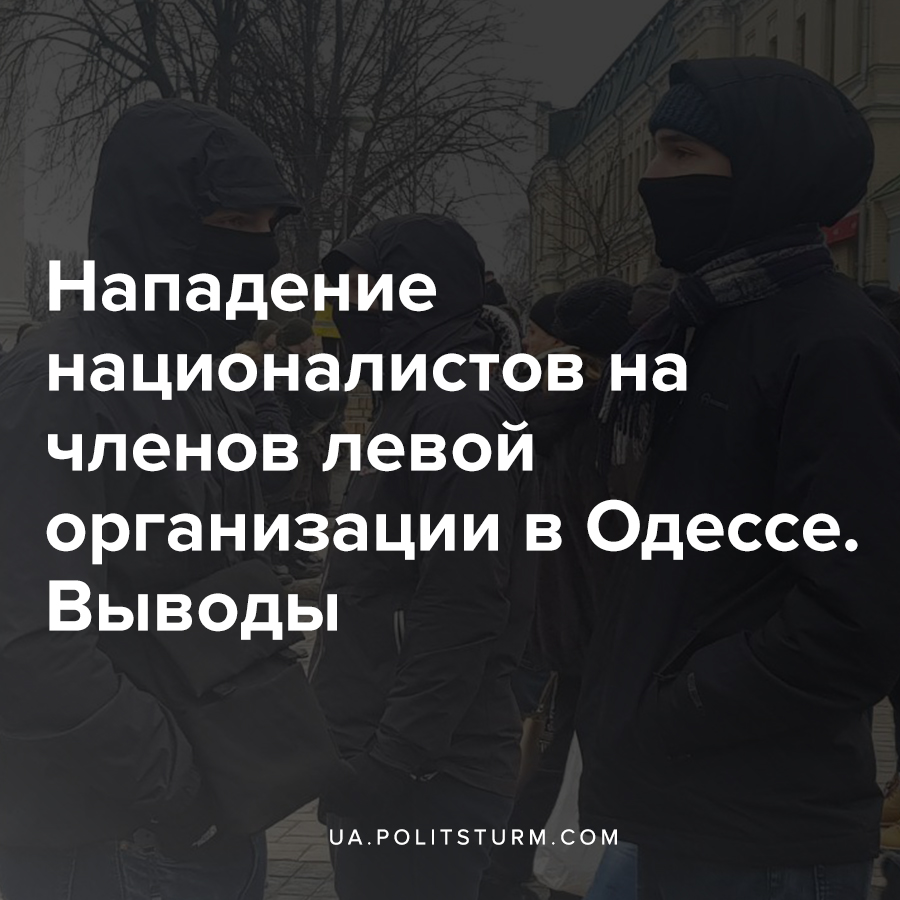 Нападение
националистов на
членов левой
организации в Одессе.
Выводы
UA.POLITSTURM.COM